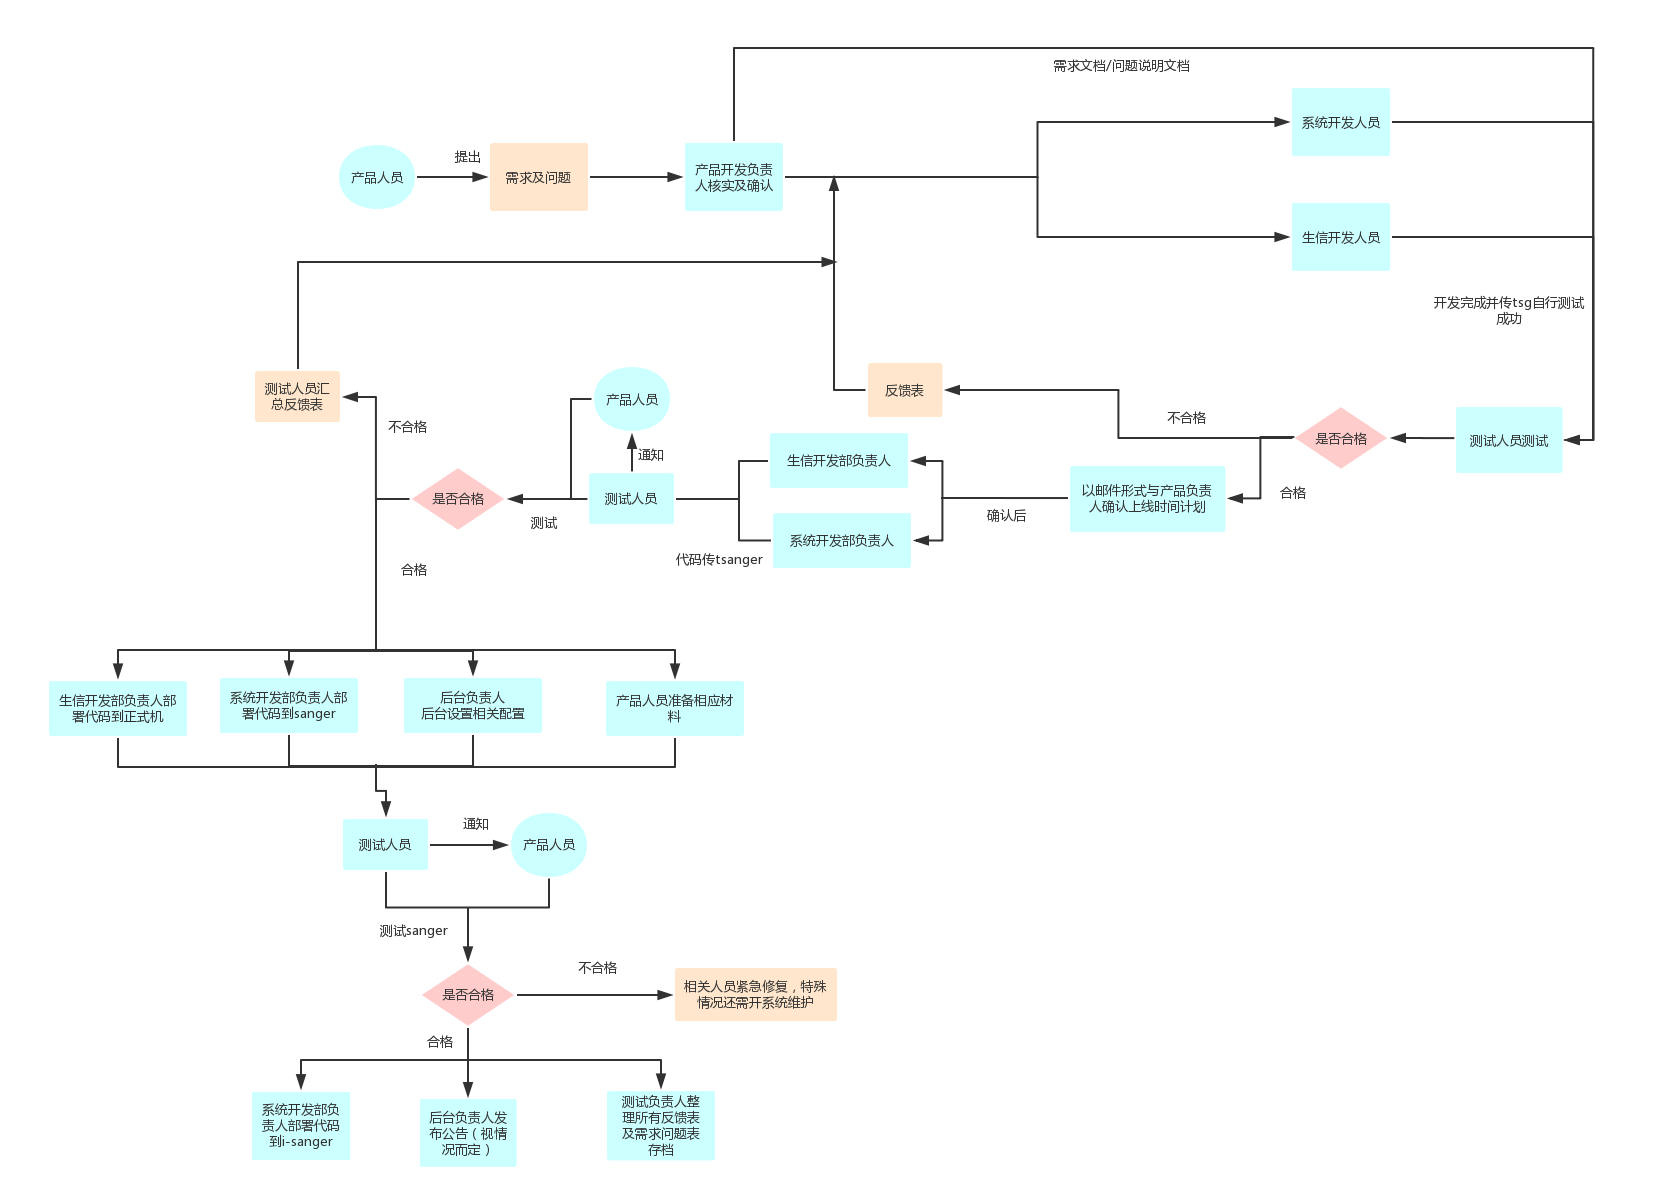 需求文档/问题说明文档
系统开发人员
提出
产品人员
需求及问题
产品开发负责
人核实及确认
生信开发人员
开发完成并传tsg自行测试
成功
测试人员汇
总反馈表
不合格
产品人员
通知
反馈表
不合格
是否合格
测试人员测试
合格
以邮件形式与产品负责
人确认上线时间计划
确认后
生信开发部负责人
系统开发部负责人
代码传tsanger
测试人员
测试
是否合格
合格
生信开发部负责人部
署代码到正式机
系统开发部负责人部
署代码到sanger
后台负责人
后台设置相关配置
产品人员准备相应材
料
测试人员
通知
产品人员
测试sanger
是否合格
不合格
相关人员紧急修复，特殊
情况还需开系统维护
合格
系统开发部负
责人部署代码
到i-sanger
后台负责人发
布公告（视情
况而定）
测试负责人整
理所有反馈表
及需求问题表
存档